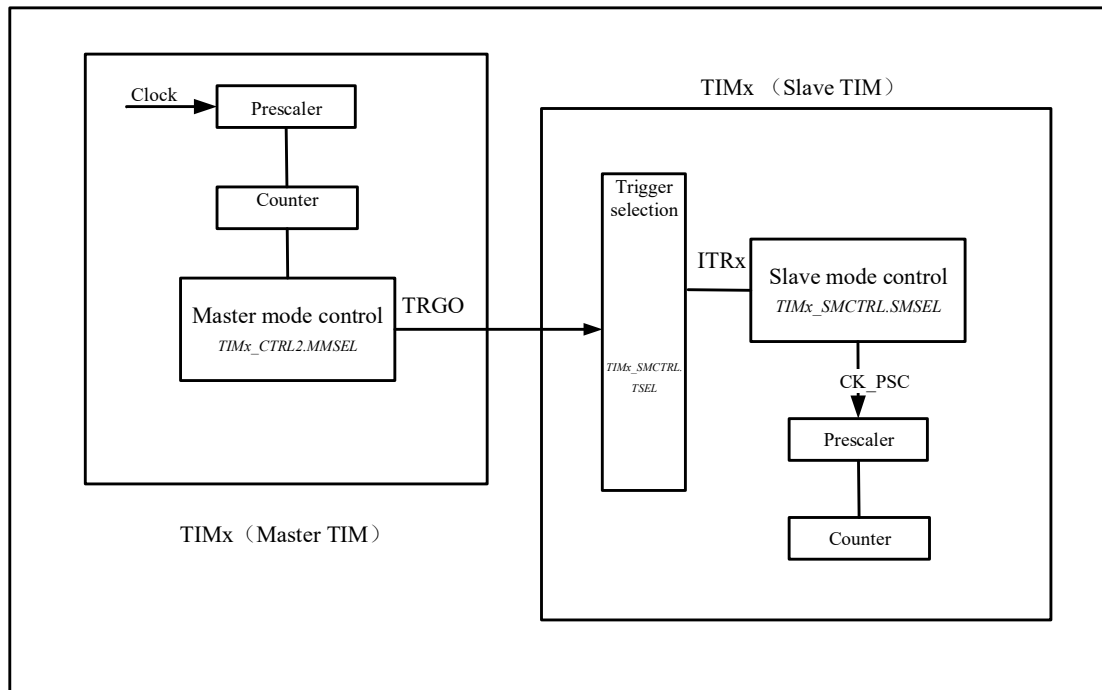 Clock
Prescaler
Counter
Master mode control
TIMx_CTRL2.MMSEL
TRGO
TIMx（Master TIM）
TIMx （Slave TIM）
Trigger
selection
TIMx_SMCTRL.
TSEL
ITRx
Slave mode control
TIMx_SMCTRL.SMSEL
CK_PSC
Prescaler
Counter